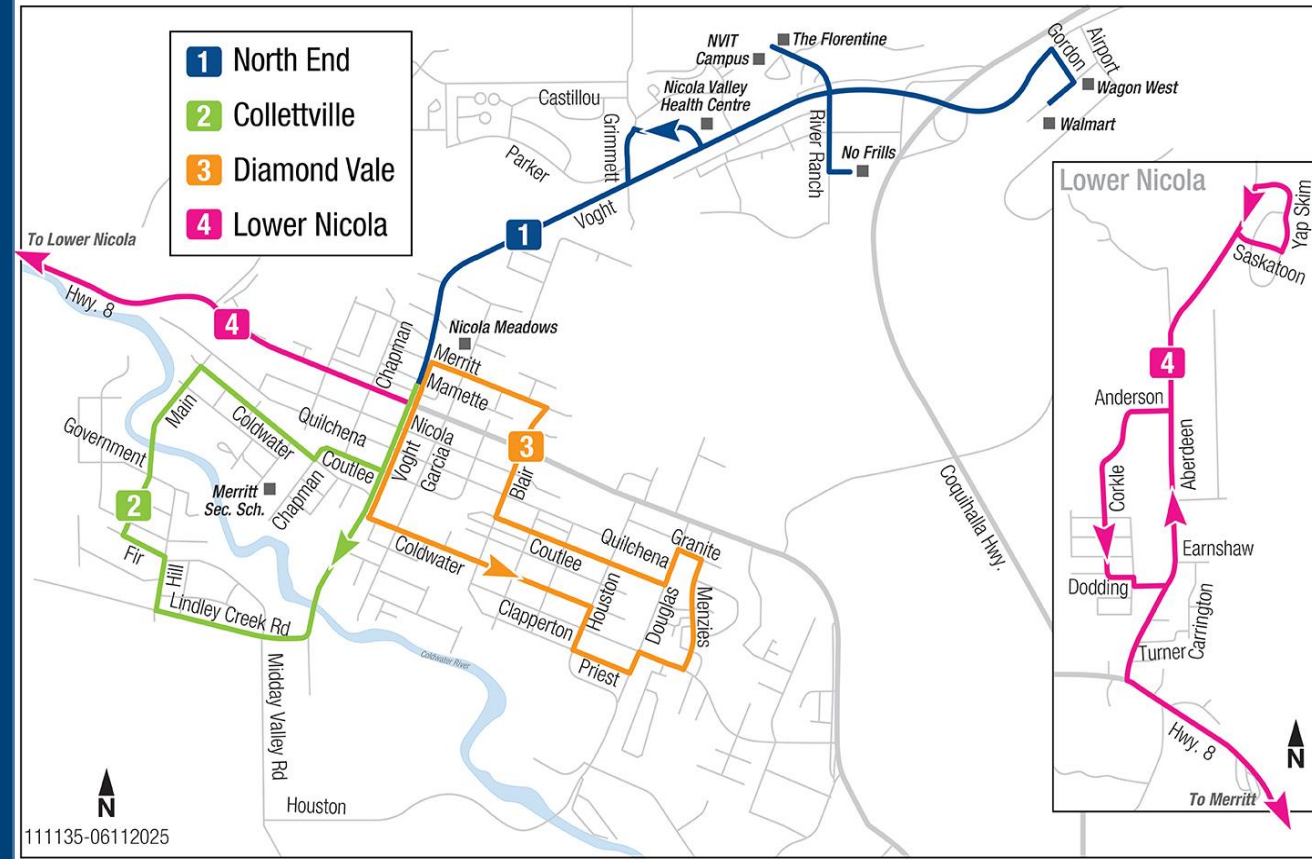 1 North End
2 Collettville
3 Diamond Vale
4 Lower Nicola
NVIT
Campus
The Florentine
Nicola Valley
Health Centre
Castillou
Grimmett
Parker
Voght
1
River Ranch
No Frills
Gordon
Airport
Wagon West
Walmart
To Lower Nicola
Hwy. 8
4
Chapman
Nicola Meadows
Merritt
Mamette
Nicola
Voght
Garcial
Main
Coldwater
Quilchena
Government
Coutlee
Chapman
Merritt
Sec. Sch.
2
Fir
Hill
Lindley Creek Rd
3
Blair
Coldwater
Coutlee
Quilchena
Granite
Houston
Douglas
Menzies
Clapperton
Priest
Coldwater River
Coquihalla Hwy.
Midday Valley Rd
Houston
N
111135-06112025
Lower Nicola
Yap Skim
Saskatoon
4
Anderson
Aberdeen
Corkle
Earnshaw
Dodding
Carrington
Turner
Hwy. 8
N
To Merritt